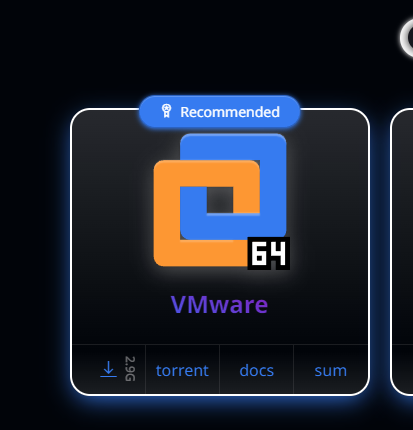 Recommended
64
VMware
2.9G
torrent
docs
sum